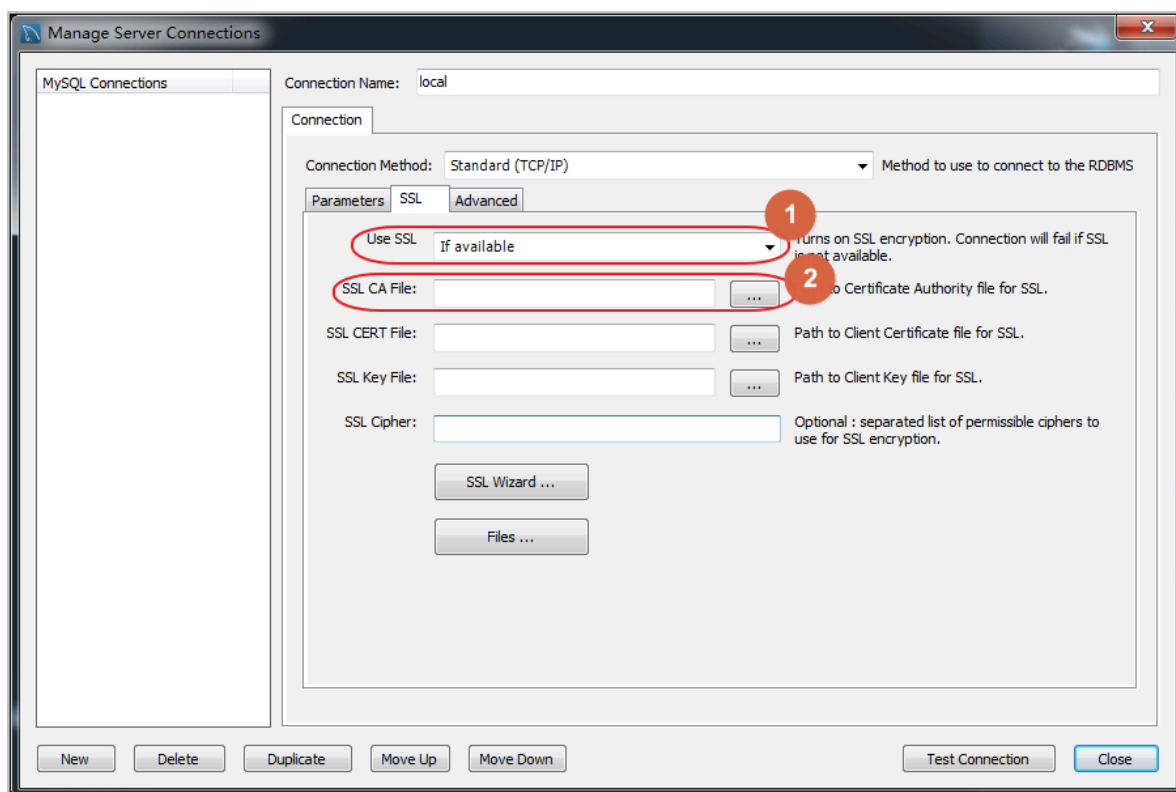 Manage Server Connections
MySQL Connections
Connection Name: local
Connection
Connection Method: Standard (TCP/IP) Method to use to connect to the RDBMS
Parameters SSL Advanced
1
Use SSL If available Turns on SSL encryption. Connection will fail if SSL
is not available.
2
SSL CA File: ... to Certificate Authority file for SSL.
SSL CERT File: ... Path to Client Certificate file for SSL.
SSL Key File: ... Path to Client Key file for SSL.
SSL Cipher: Optional : separated list of permissible ciphers to
use for SSL encryption.
SSL Wizard ...
Files ...
New Delete Duplicate Move Up Move Down Test Connection Close